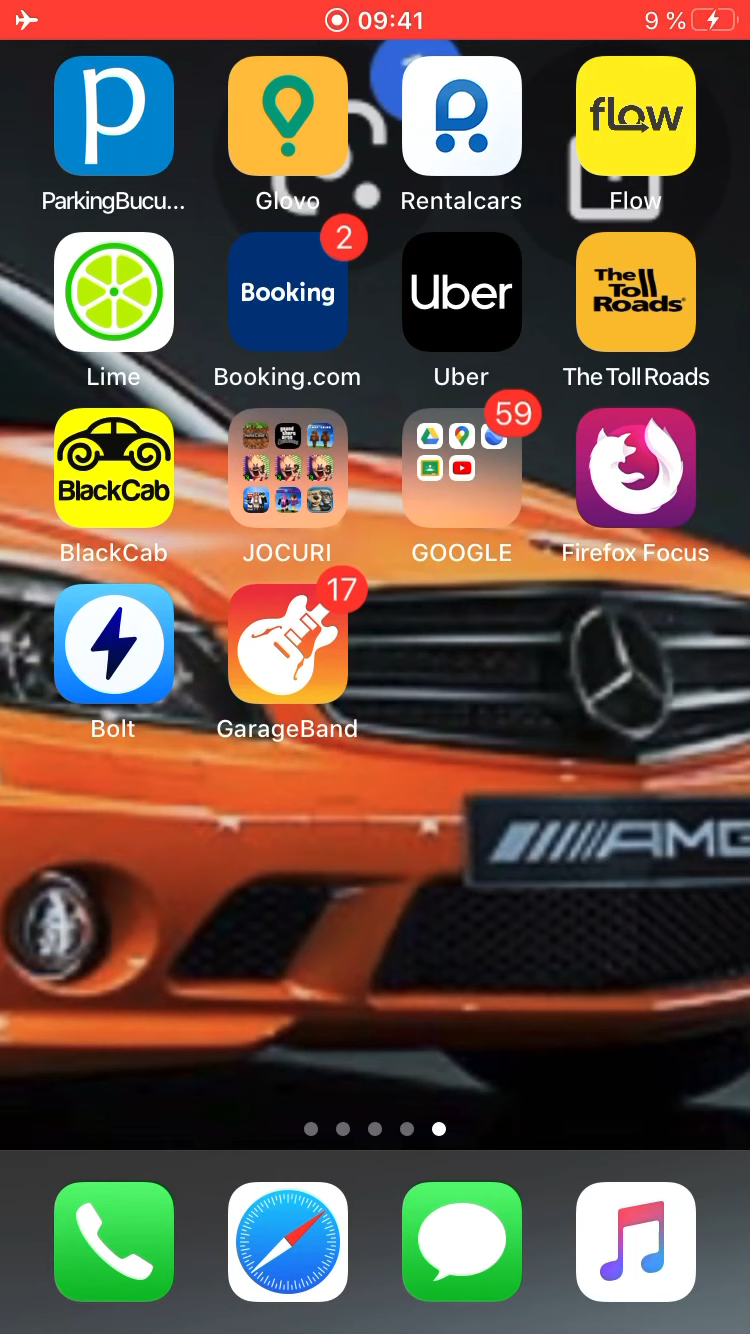 09:41
9 %
p
flow
ParkingBucu...
Glovo
Rentalcars
Flow
2
Booking
Uber
The
Toll
Roads
Lime
Booking.com
Uber
The Toll Roads
59
BlackCab
BlackCab
JOCURI
GOOGLE
Firefox Focus
17
Bolt
GarageBand
AMG